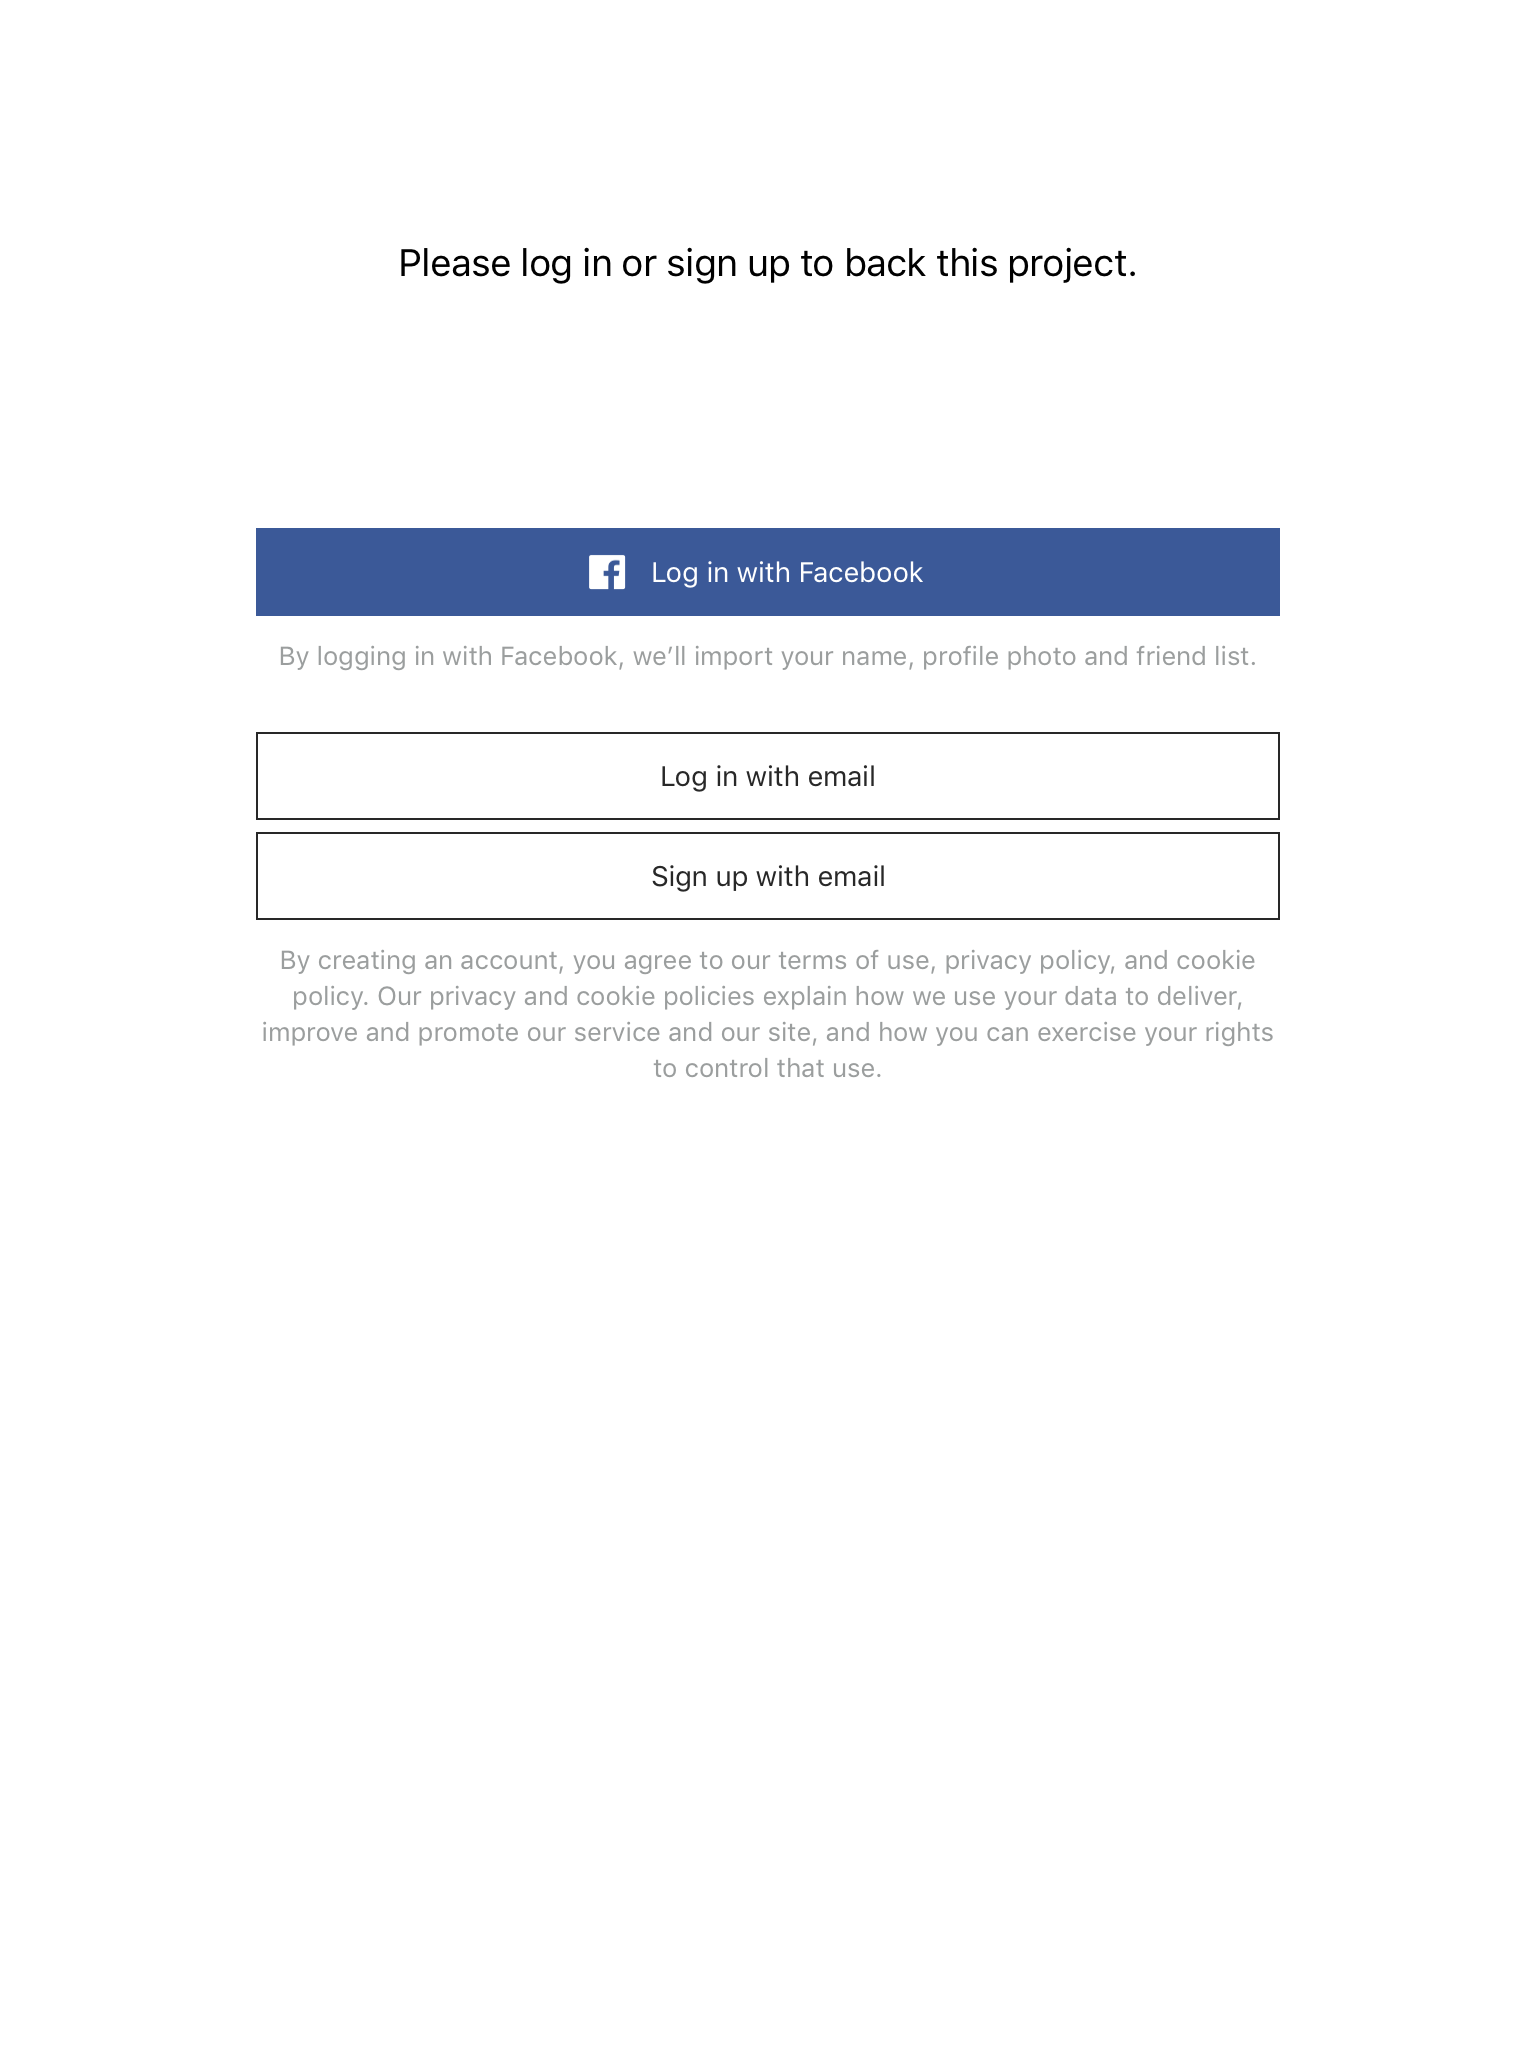 Please log in or sign up to back this project.
Log in with Facebook
By logging in with Facebook, we’ll import your name, profile photo and friend list.
Log in with email
Sign up with email
By creating an account, you agree to our terms of use, privacy policy, and cookie
policy. Our privacy and cookie policies explain how we use your data to deliver,
improve and promote our service and our site, and how you can exercise your rights
to control that use.